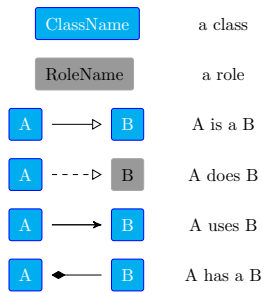 ClassName a class
RoleName a role
A B A is a B
A B A does B
A B A uses B
A B A has a B